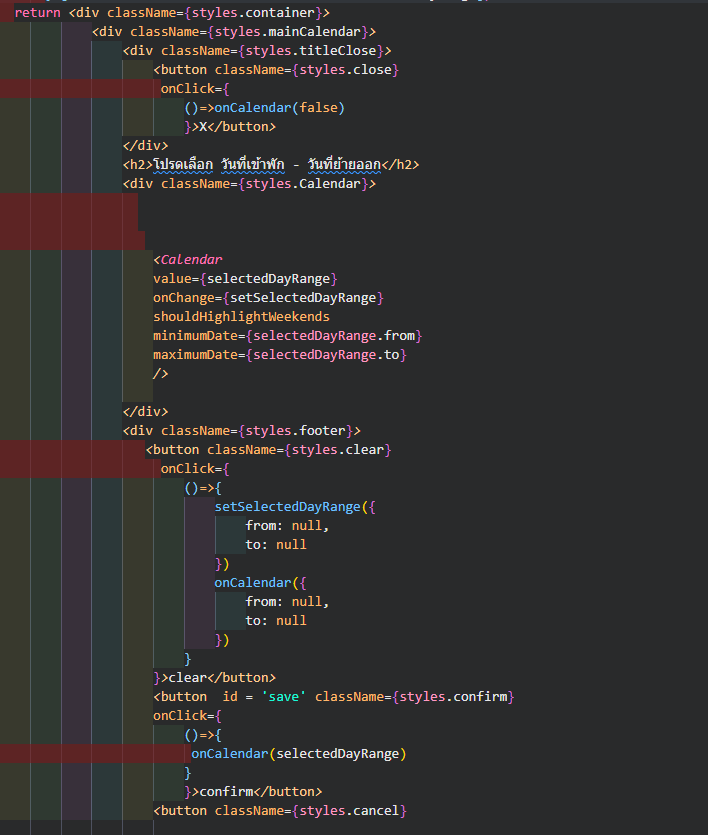 return <div className={styles.container}>
<div className={styles.mainCalendar}>
<div className={styles.titleClose}>
<button className={styles.close}
onClick={
()=>onCalendar(false)
}>X</button>
</div>
<h2>โปรดเลือก วันที่เข้าพัก - วันที่ย้ายออก</h2>
<div className={styles.Calendar}>
<Calendar
value={selectedDayRange}
onChange={setSelectedDayRange}
shouldHighlightWeekends
minimumDate={selectedDayRange.from}
maximumDate={selectedDayRange.to}
/>
</div>
<div className={styles.footer}>
<button className={styles.clear}
onClick={
()=>{
setSelectedDayRange({
from: null,
to: null
})
onCalendar({
from: null,
to: null
})
}
}>clear</button>
<button  id = 'save' className={styles.confirm}
onClick={
()=>{
onCalendar(selectedDayRange)
}
}>confirm</button>
<button className={styles.cancel}